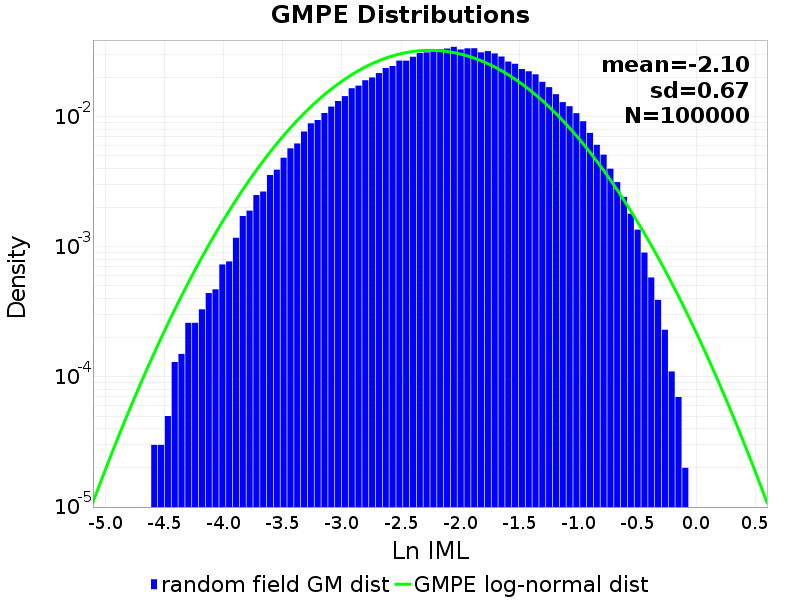 GMPE Distributions
mean=-2.10
sd=0.67
N=100000
10-2
10-3
10-4
10-5
Density
-5.0 -4.5 -4.0 -3.5 -3.0 -2.5 -2.0 -1.5 -1.0 -0.5 0.0 0.5
Ln IML
random field GM dist GMPE log-normal dist